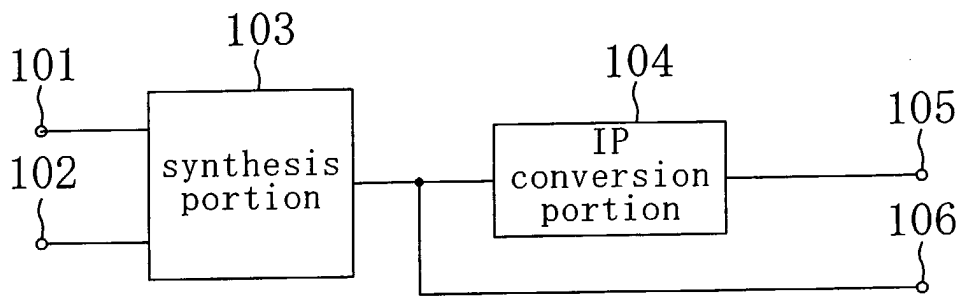 103
101
104
105
IP
synthesis
conversion
102
portion
portion
106